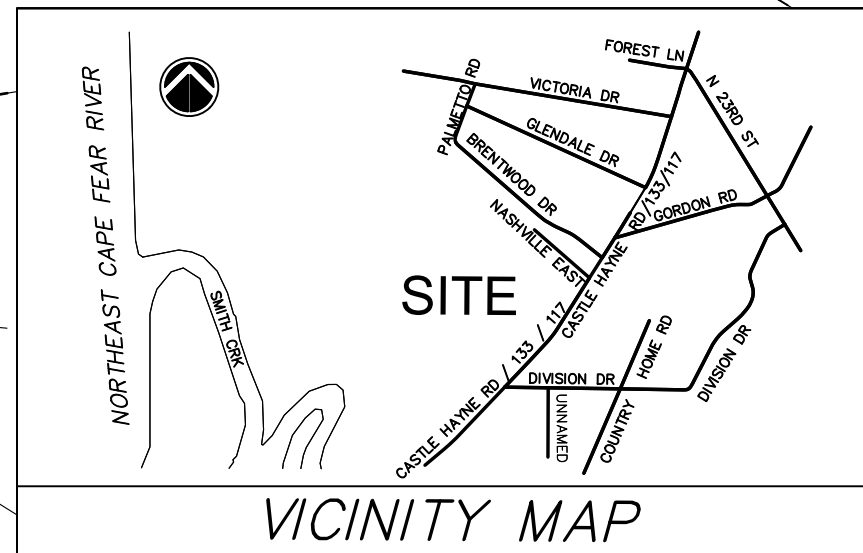 FOREST LN
N 23RD ST
PALMETTO RD
VICTORIA DR
GLENDALE DR
BRENTWOOD DR
NASHVILLE EAST
GORDON RD
CASTLE HAYNE RD/133/117
NORTHEAST CAPE FEAR RIVER
SMITH CRK
SITE
CASTLE HAYNE RD / 133 / 117
DIVISION DR
UNNAMED
COUNTRY HOME RD
DIVISION DR
VICINITY MAP